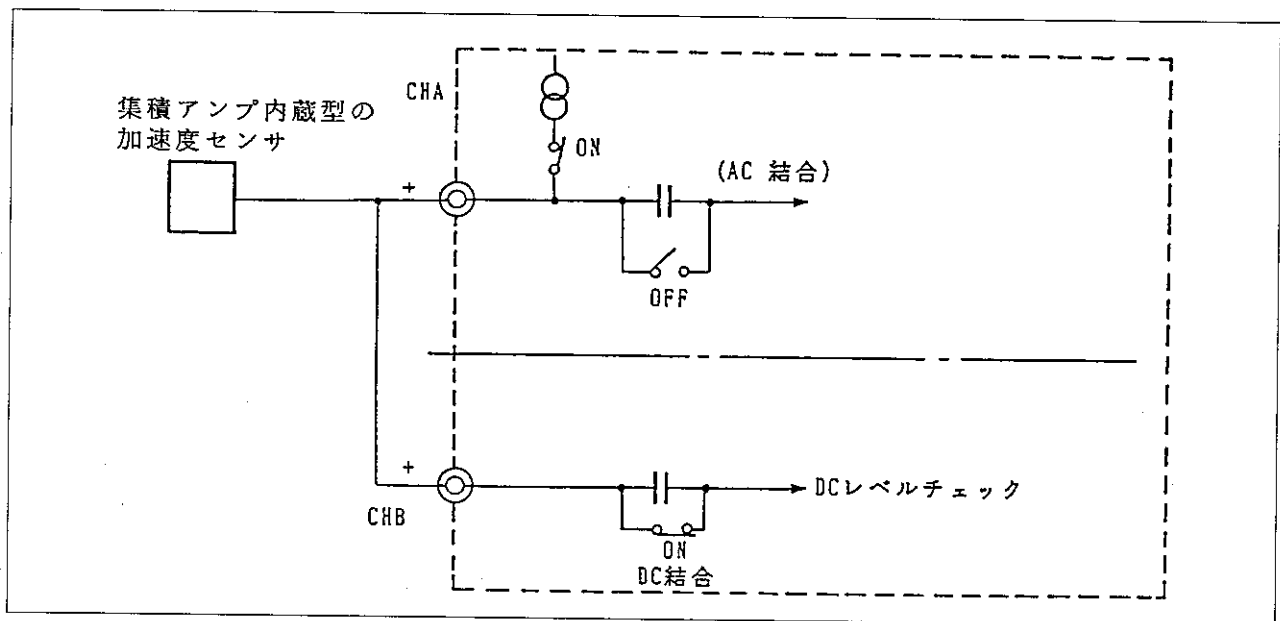 CHA
集積アンプ内蔵型の
加速度センサ
ON
+
(AC 結合)
OFF
+
CHB
DCレベルチェック
ON
DC結合